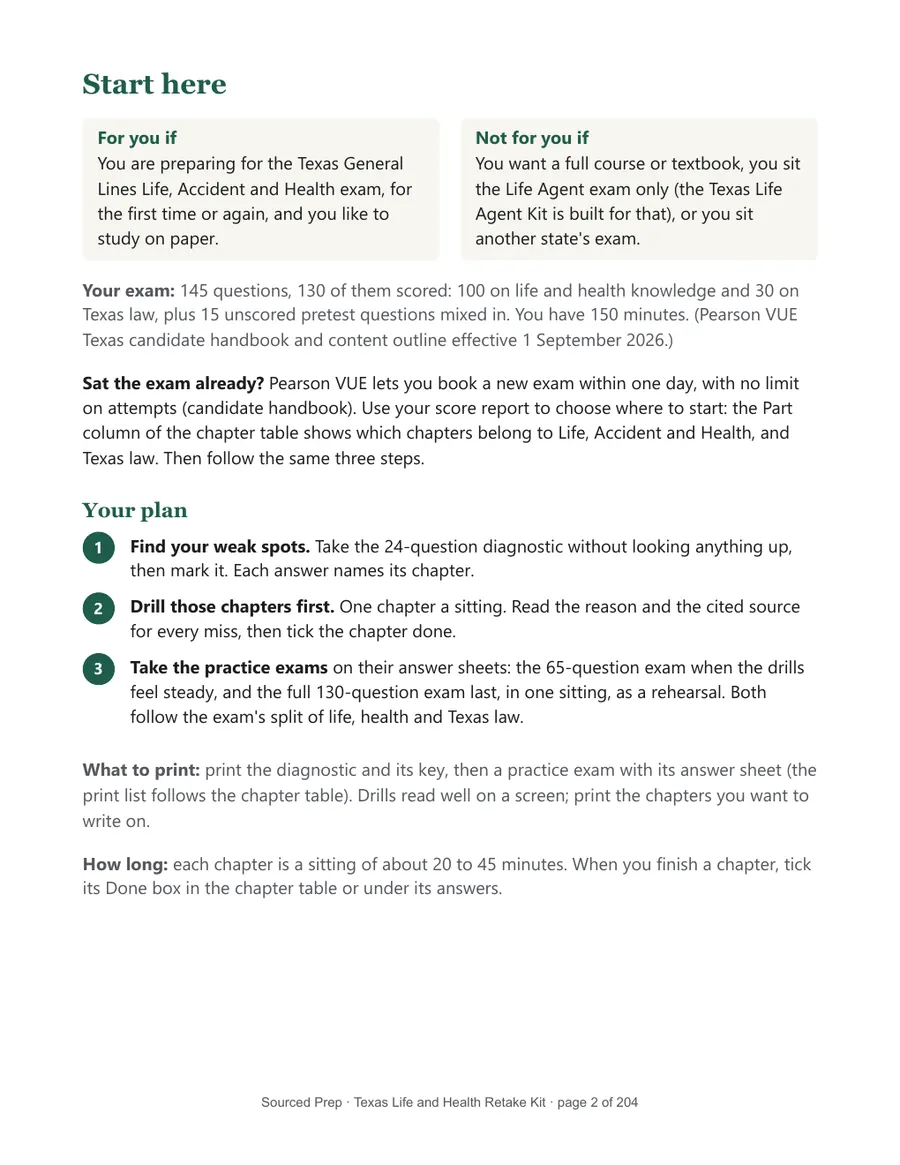 Start here
For you if
You are preparing for the Texas General
Lines Life, Accident and Health exam, for
the first time or again, and you like to
study on paper.
Not for you if
You want a full course or textbook, you sit
the Life Agent exam only (the Texas Life
Agent Kit is built for that), or you sit
another state's exam.
Your exam: 145 questions, 130 of them scored: 100 on life and health knowledge and 30 on
Texas law, plus 15 unscored pretest questions mixed in. You have 150 minutes. (Pearson VUE
Texas candidate handbook and content outline effective 1 September 2026.)
Sat the exam already? Pearson VUE lets you book a new exam within one day, with no limit
on attempts (candidate handbook). Use your score report to choose where to start: the Part
column of the chapter table shows which chapters belong to Life, Accident and Health, and
Texas law. Then follow the same three steps.
Your plan
1 Find your weak spots. Take the 24-question diagnostic without looking anything up,
then mark it. Each answer names its chapter.
2 Drill those chapters first. One chapter a sitting. Read the reason and the cited source
for every miss, then tick the chapter done.
3 Take the practice exams on their answer sheets: the 65-question exam when the drills
feel steady, and the full 130-question exam last, in one sitting, as a rehearsal. Both
follow the exam's split of life, health and Texas law.
What to print: print the diagnostic and its key, then a practice exam with its answer sheet (the
print list follows the chapter table). Drills read well on a screen; print the chapters you want to
write on.
How long: each chapter is a sitting of about 20 to 45 minutes. When you finish a chapter, tick
its Done box in the chapter table or under its answers.
Sourced Prep · Texas Life and Health Retake Kit · page 2 of 204